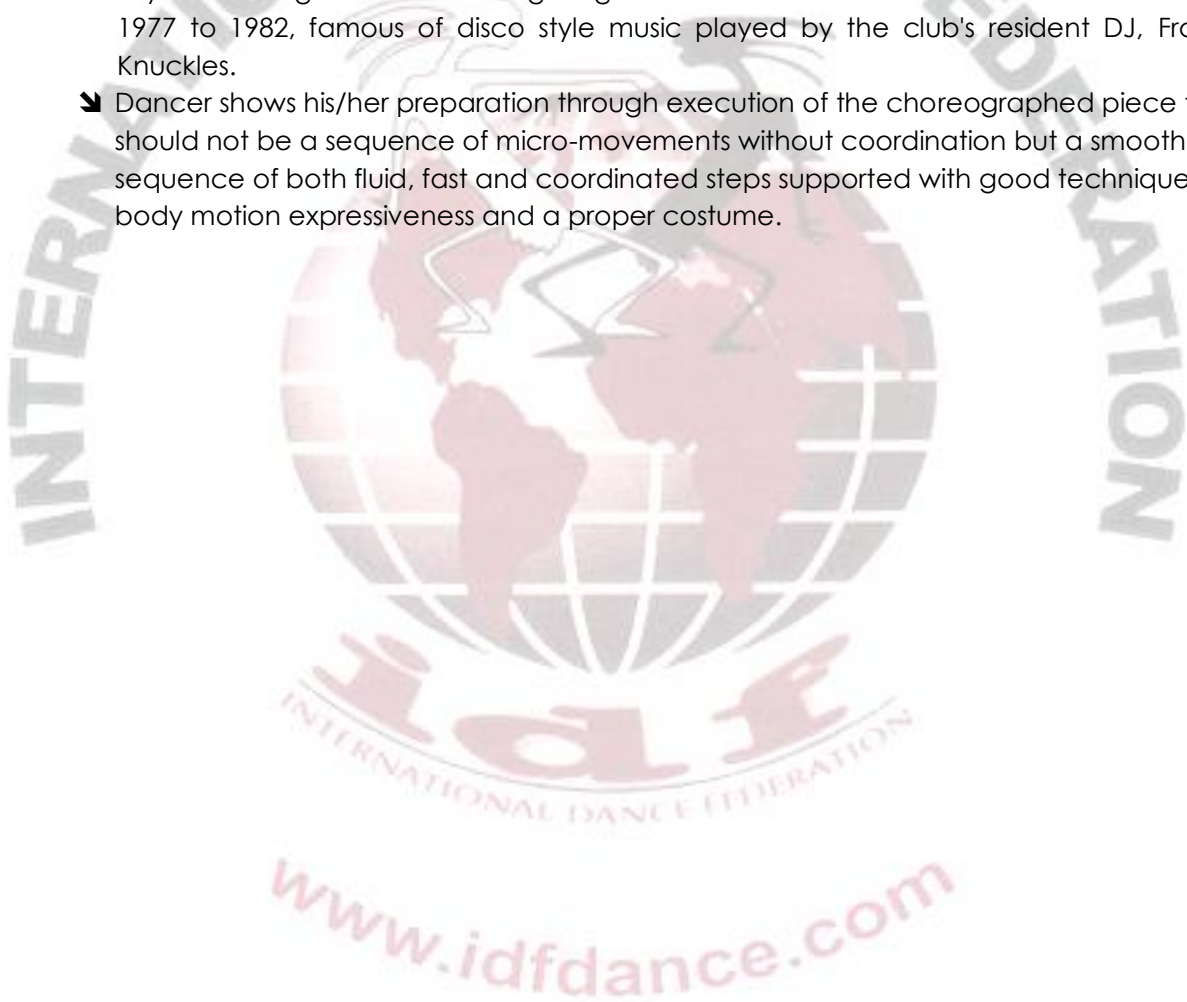 1977 to 1982, famous of disco style music played by the club's resident DJ, Fra
Knuckles.
Dancer shows his/her preparation through execution of the choreographed piece
should not be a sequence of micro-movements without coordination but a smooth
sequence of both fluid, fast and coordinated steps supported with good technique
body motion expressiveness and a proper costume.
INTERNATIO
FEDERATION
idf
INTERNATIONAL DANCE FEDERATION
www.idfdance.com